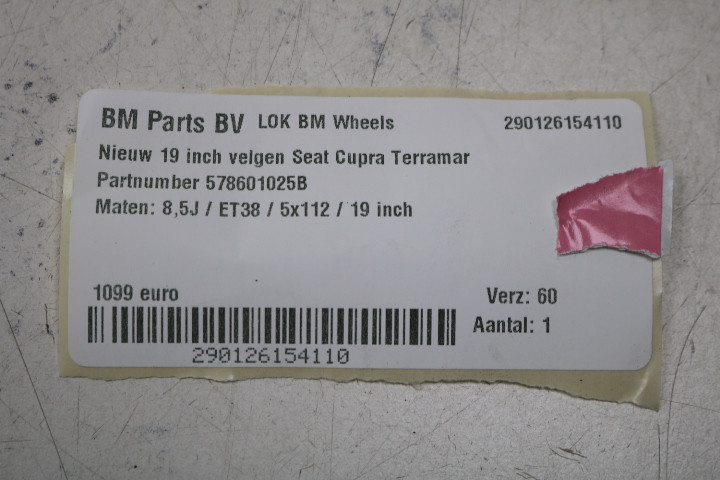 BM Parts BV LOK BM Wheels 290126154110
Nieuw 19 inch velgen Seat Cupra Terramar
Partnumber 578601025B
Maten: 8,5J / ET38 / 5x112 / 19 inch
1099 euro Verz: 60
Aantal: 1
290126154110